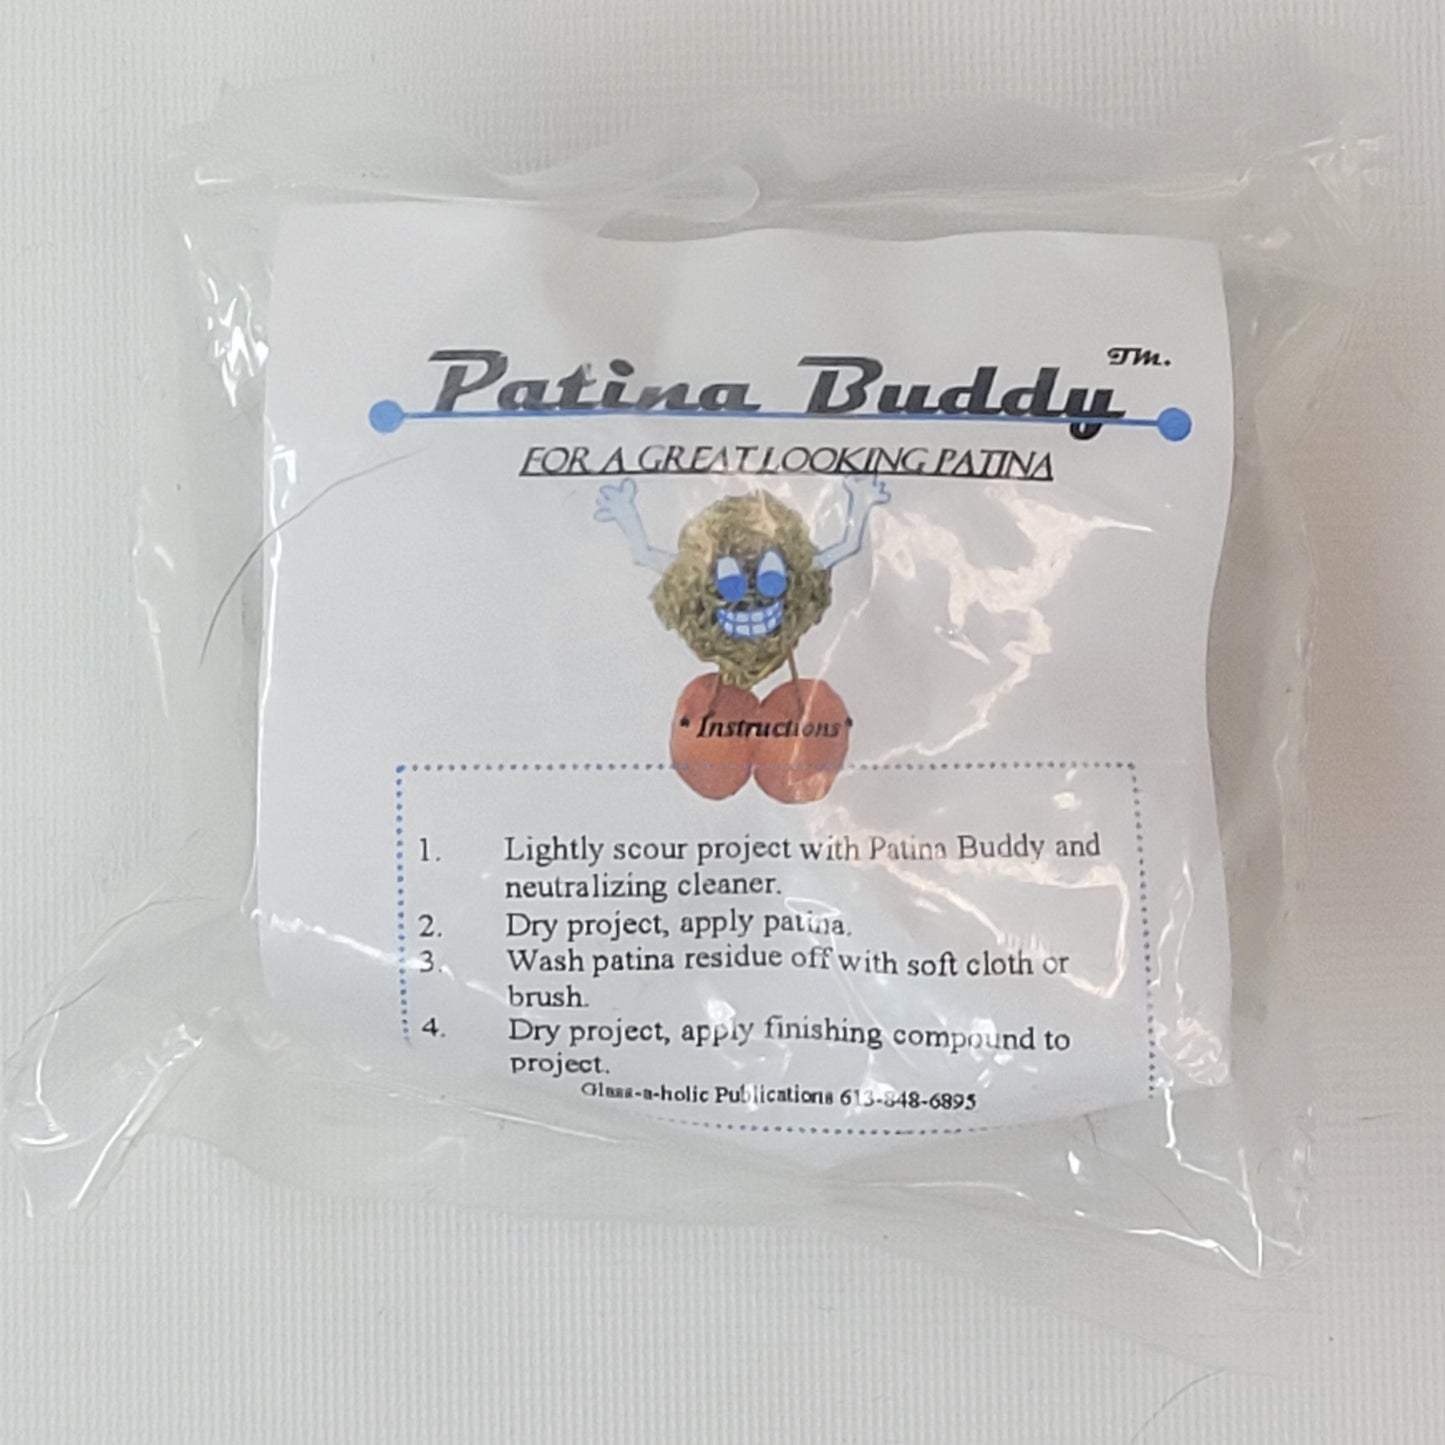 Patina Buddy TM.
FOR A GREAT LOOKING PATINA
* Instructions*
1. Lightly scour project with Patina Buddy and
neutralizing cleaner.
2. Dry project, apply patina.
3. Wash patina residue off with soft cloth or
brush.
4. Dry project, apply finishing compound to
project.
Glass-a-holic Publications 613-848-6895